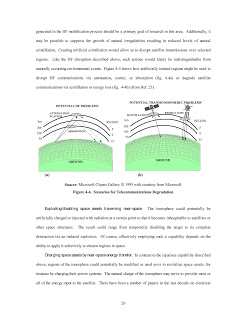 generated in the HF modification process should be a primary goal of research in this area.  Additionally, it
may be possible to suppress the growth of natural irregularities resulting in reduced levels of natural
scintillation.  Creating artificial scintillation would allow us to disrupt satellite transmissions over selected
regions.  Like the HF disruption described above, such actions would likely be indistinguishable from
naturally occurring environmental events.  Figure 4-4 shows how artificially ionized regions might be used to
disrupt HF communications via attenuation, scatter, or absorption (fig. 4.4a) or degrade satellite
communications via scintillation or energy loss (fig. 4-4b) (from Ref. 25).
POTENTIAL HF PROBLEMS
POTENTIAL TRANSIONOSPHERIC PROBLEMS
GROUND
GROUND
(a)
(b)
Source: Microsoft Clipart Gallery © 1995 with courtesy from Microsoft.
Figure 4-4.  Scenarios for Telecommunications Degradation
Exploding/disabling space assets traversing near-space.  The ionosphere could potentially be
artificially charged or injected with radiation at a certain point so that it becomes inhospitable to satellites or
other space structures.  The result could range from temporarily disabling the target to its complete
destruction via an induced explosion.  Of course, effectively employing such a capability depends on the
ability to apply it selectively to chosen regions in space.
Charging space assets by near-space energy transfer.  In contrast to the injurious capability described
above, regions of the ionosphere could potentially be modified or used as-is to revitalize space assets, for
instance by charging their power systems.  The natural charge of the ionosphere may serve to provide most or
all of the energy input to the satellite.  There have been a number of papers in the last decade on electrical
26